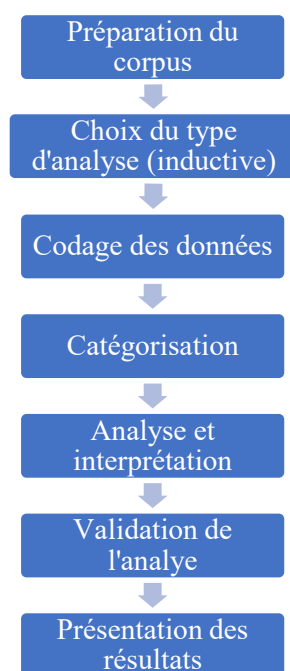 Préparation du
corpus
Choix du type
d'analyse (inductive)
Codage des données
Catégorisation
Analyse et
interprétation
Validation de
l'analye
Présentation des
résultats